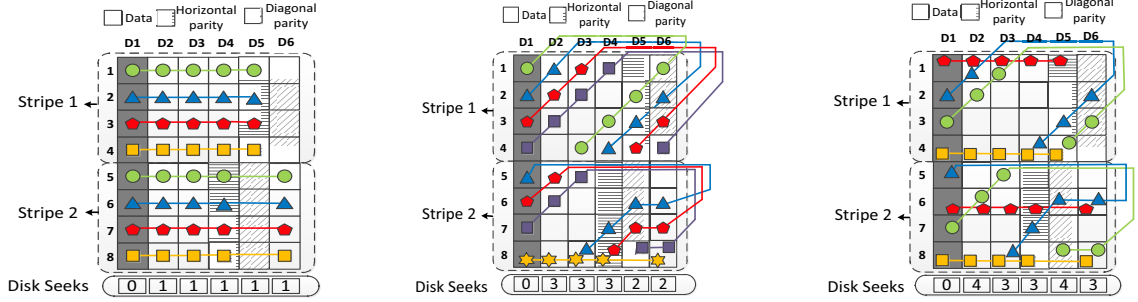 Data Horizontal parity Diagonal parity
D1 D2 D3 D4 D5 D6
1
Stripe 1
2
3
4
5
Stripe 2
6
7
8
Disk Seeks 0 1 1 1 1 1
Data Horizontal parity Diagonal parity
D1 D2 D3 D4 D5 D6
1
2
Stripe 1
3
4
5
6
Stripe 2
7
8
Disk Seeks 0 3 3 3 2 2
Data Horizontal parity Diagonal parity
D1 D2 D3 D4 D5 D6
1
2
Stripe 1
3
4
5
6
Stripe 2
7
8
Disk Seeks 0 4 3 3 4 3